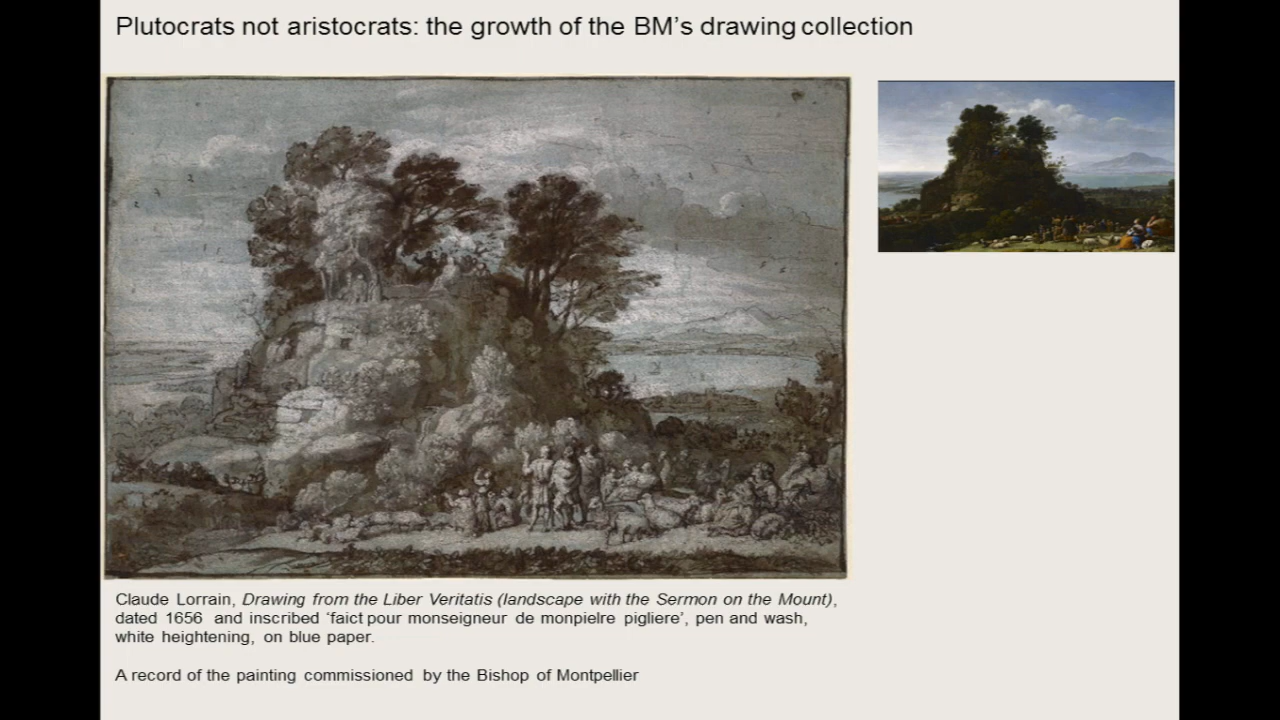 Plutocrats not aristocrats: the growth of the BM’s drawing collection
Claude Lorrain, Drawing from the Liber Veritatis (landscape with the Sermon on the Mount),
dated 1656 and inscribed ‘faict pour monseigneur de monpielre pigliere’, pen and wash,
white heightening, on blue paper.
A record of the painting commissioned by the Bishop of Montpellier